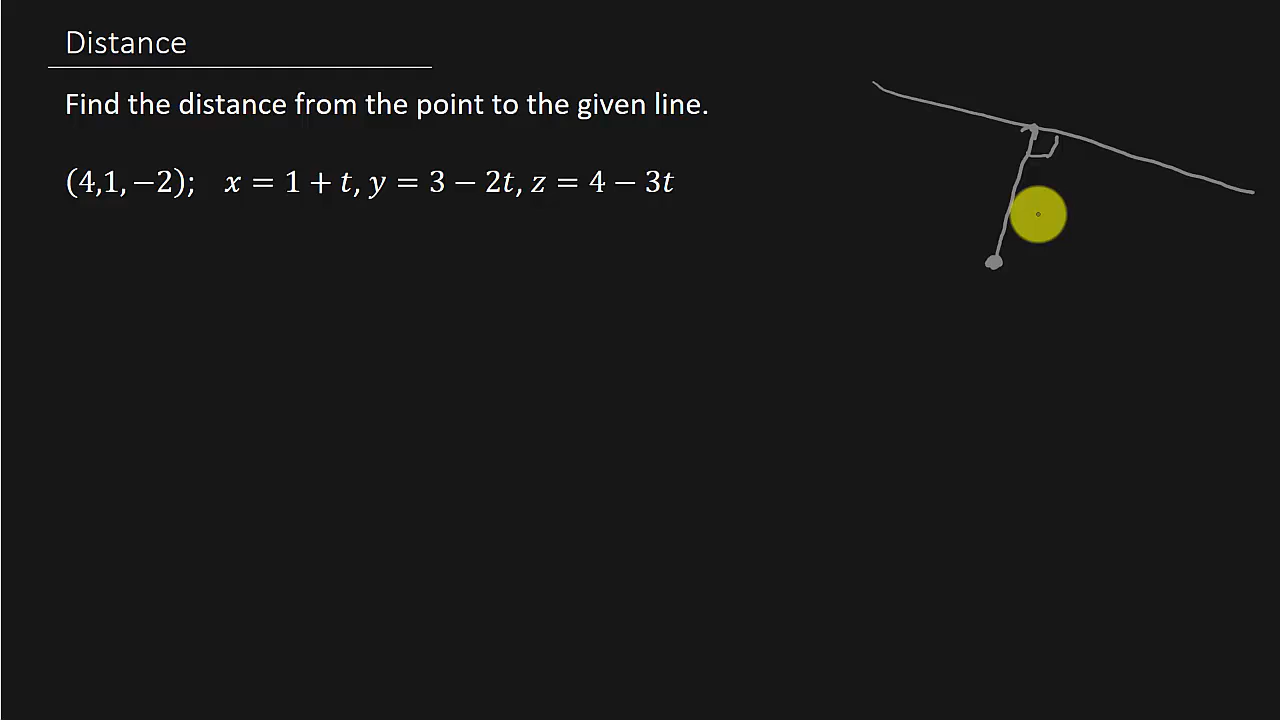 Distance
Find the distance from the point to the given line.
(4,1, −2); x = 1 + t, y = 3 − 2t, z = 4 − 3t